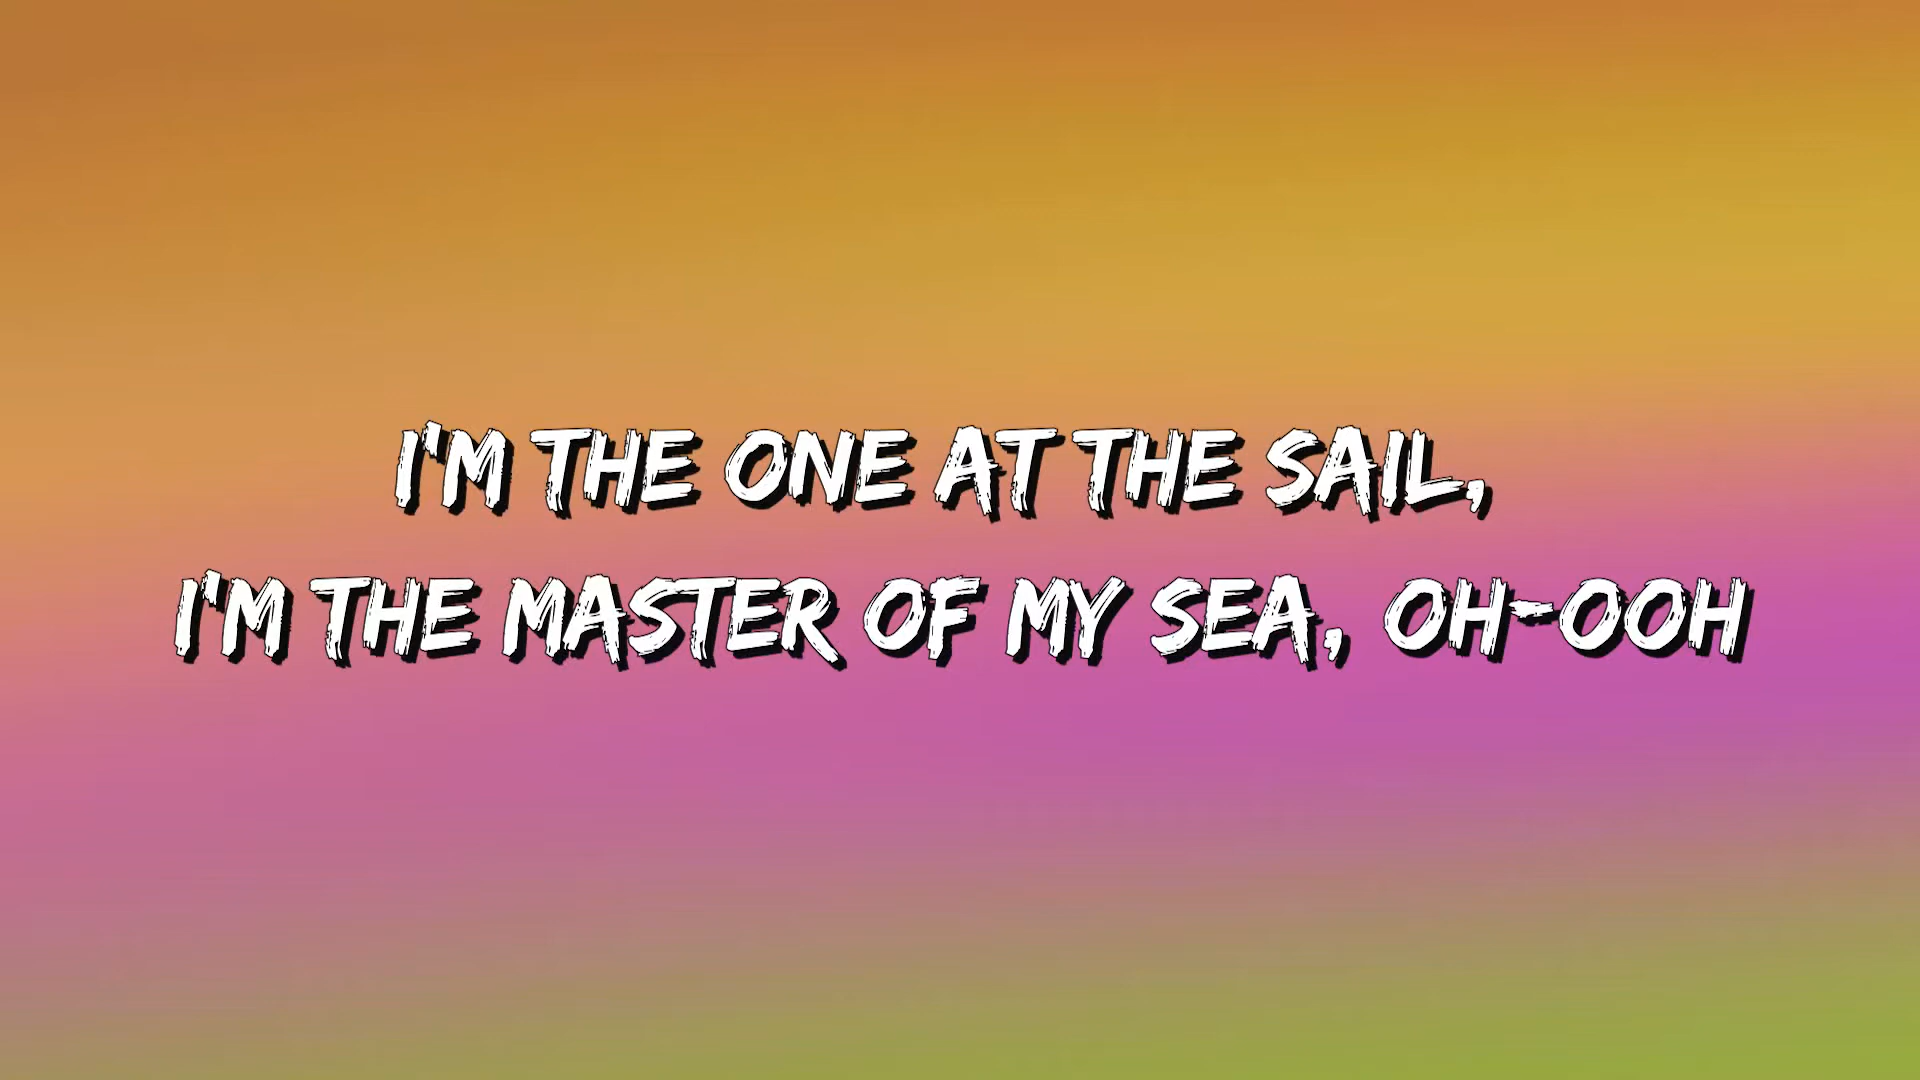 I'M THE ONE AT THE SAIL,
I'M THE MASTER OF MY SEA, OH-OOH